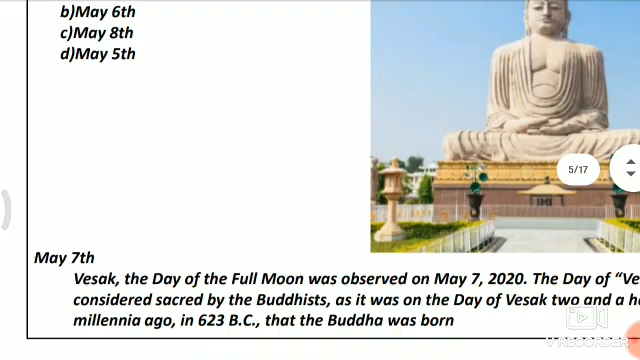 b)May 6th
c)May 8th
d)May 5th
5/17
May 7th
Vesak, the Day of the Full Moon was observed on May 7, 2020. The Day of “Ve
considered sacred by the Buddhists, as it was on the Day of Vesak two and a h
millennia ago, in 623 B.C., that the Buddha was born
V RECORDER